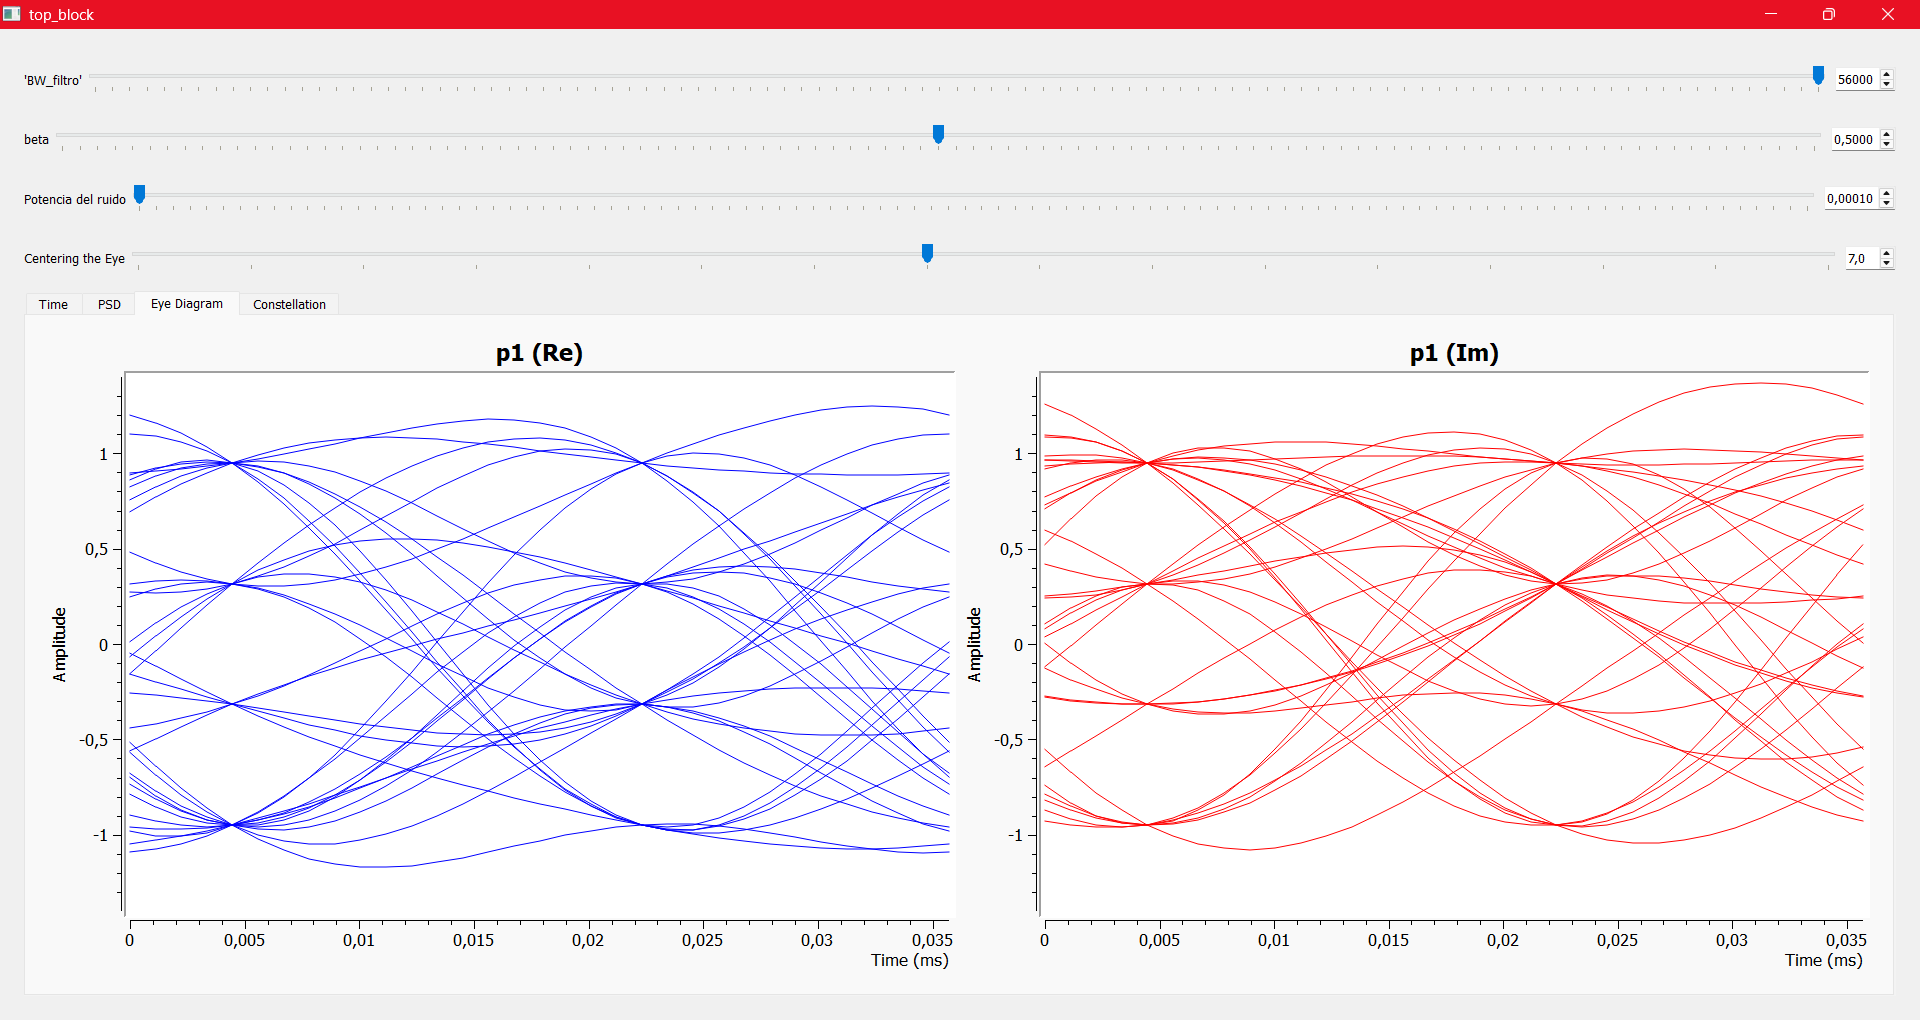 top_block
'BW_filtro' 56000
beta 0,5000
Potencia del ruido 0,00010
Centering the Eye 7,0
Time PSD Eye Diagram Constellation
p1 (Re)
1
0,5
0
-0,5
-1
Amplitude
0 0,005 0,01 0,015 0,02 0,025 0,03 0,035
Time (ms)
p1 (Im)
1
0,5
0
-0,5
-1
Amplitude
0 0,005 0,01 0,015 0,02 0,025 0,03 0,035
Time (ms)